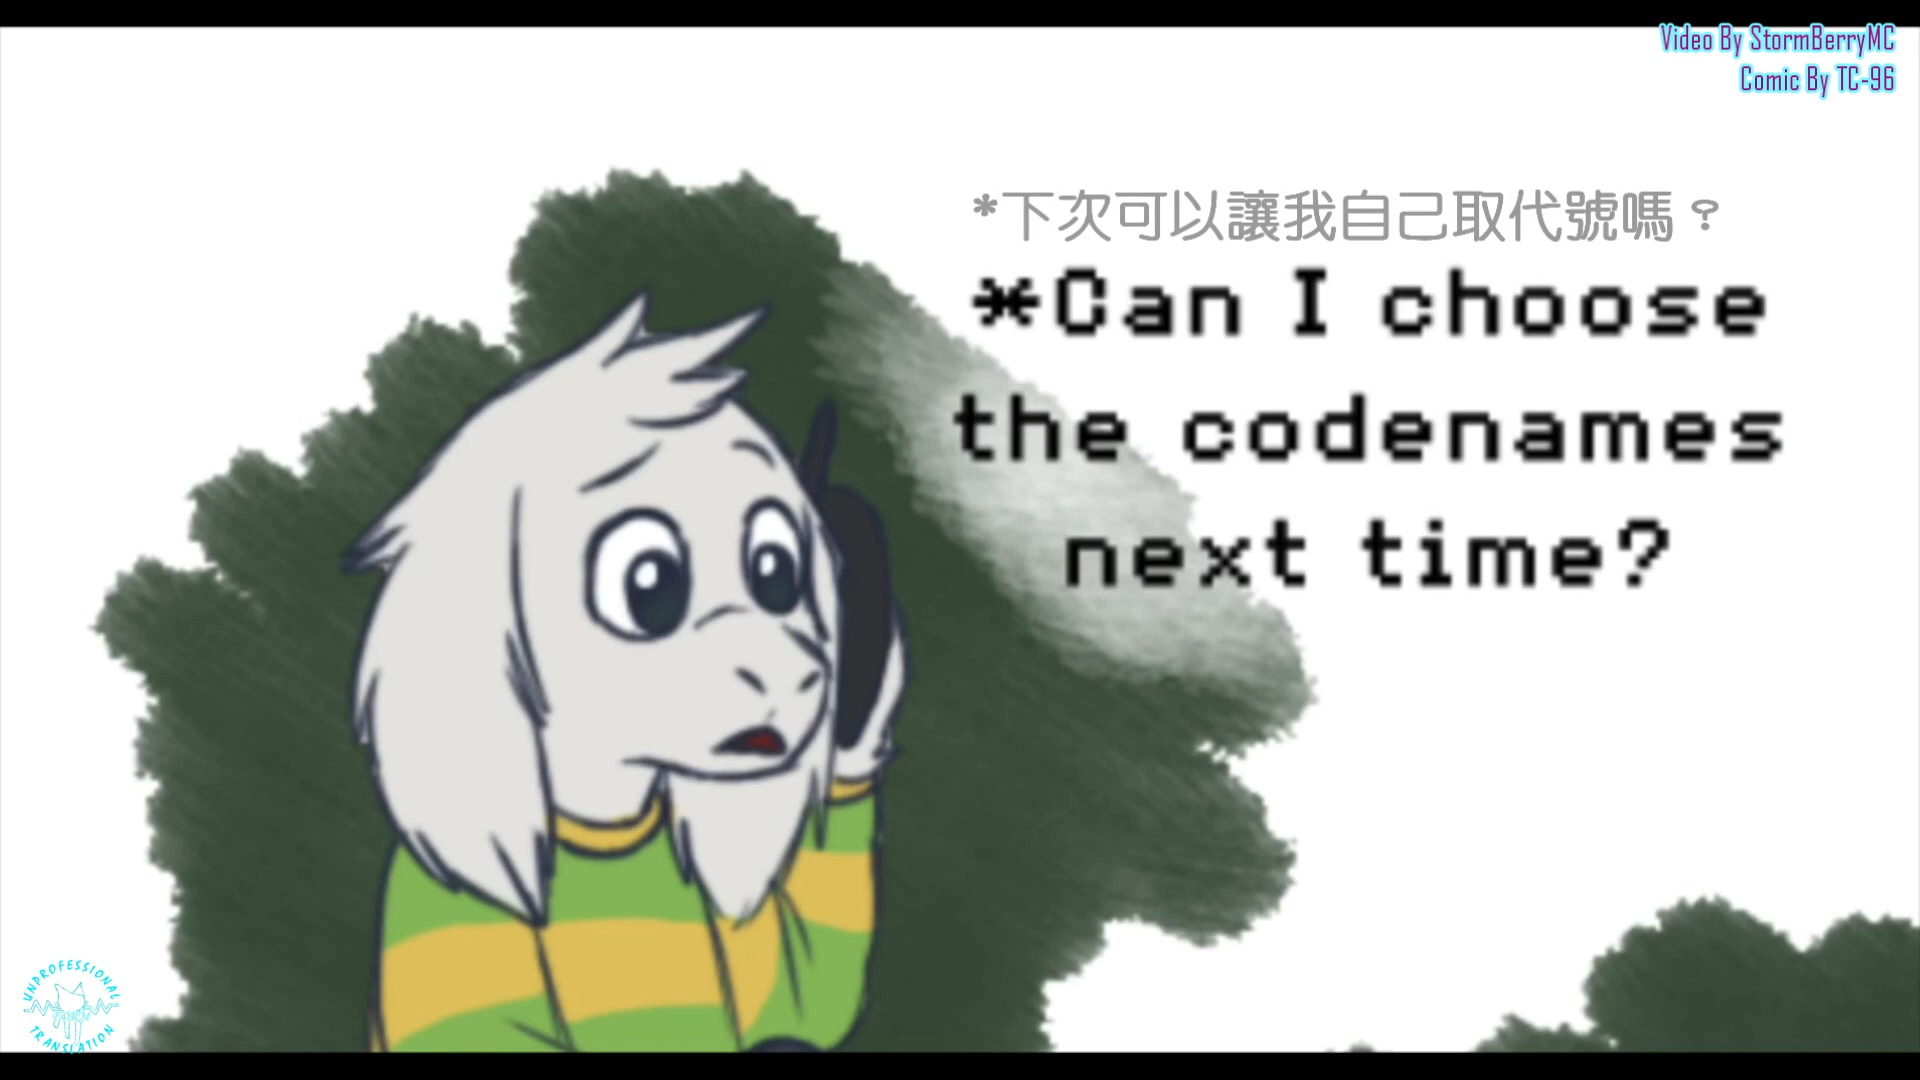 Video By StormBerryMC
Comic By TC-96
*下次可以讓我自己取代號嗎？
*Can I choose
the codenames
next time?
UNPROFESSIONAL
TRANSLATION